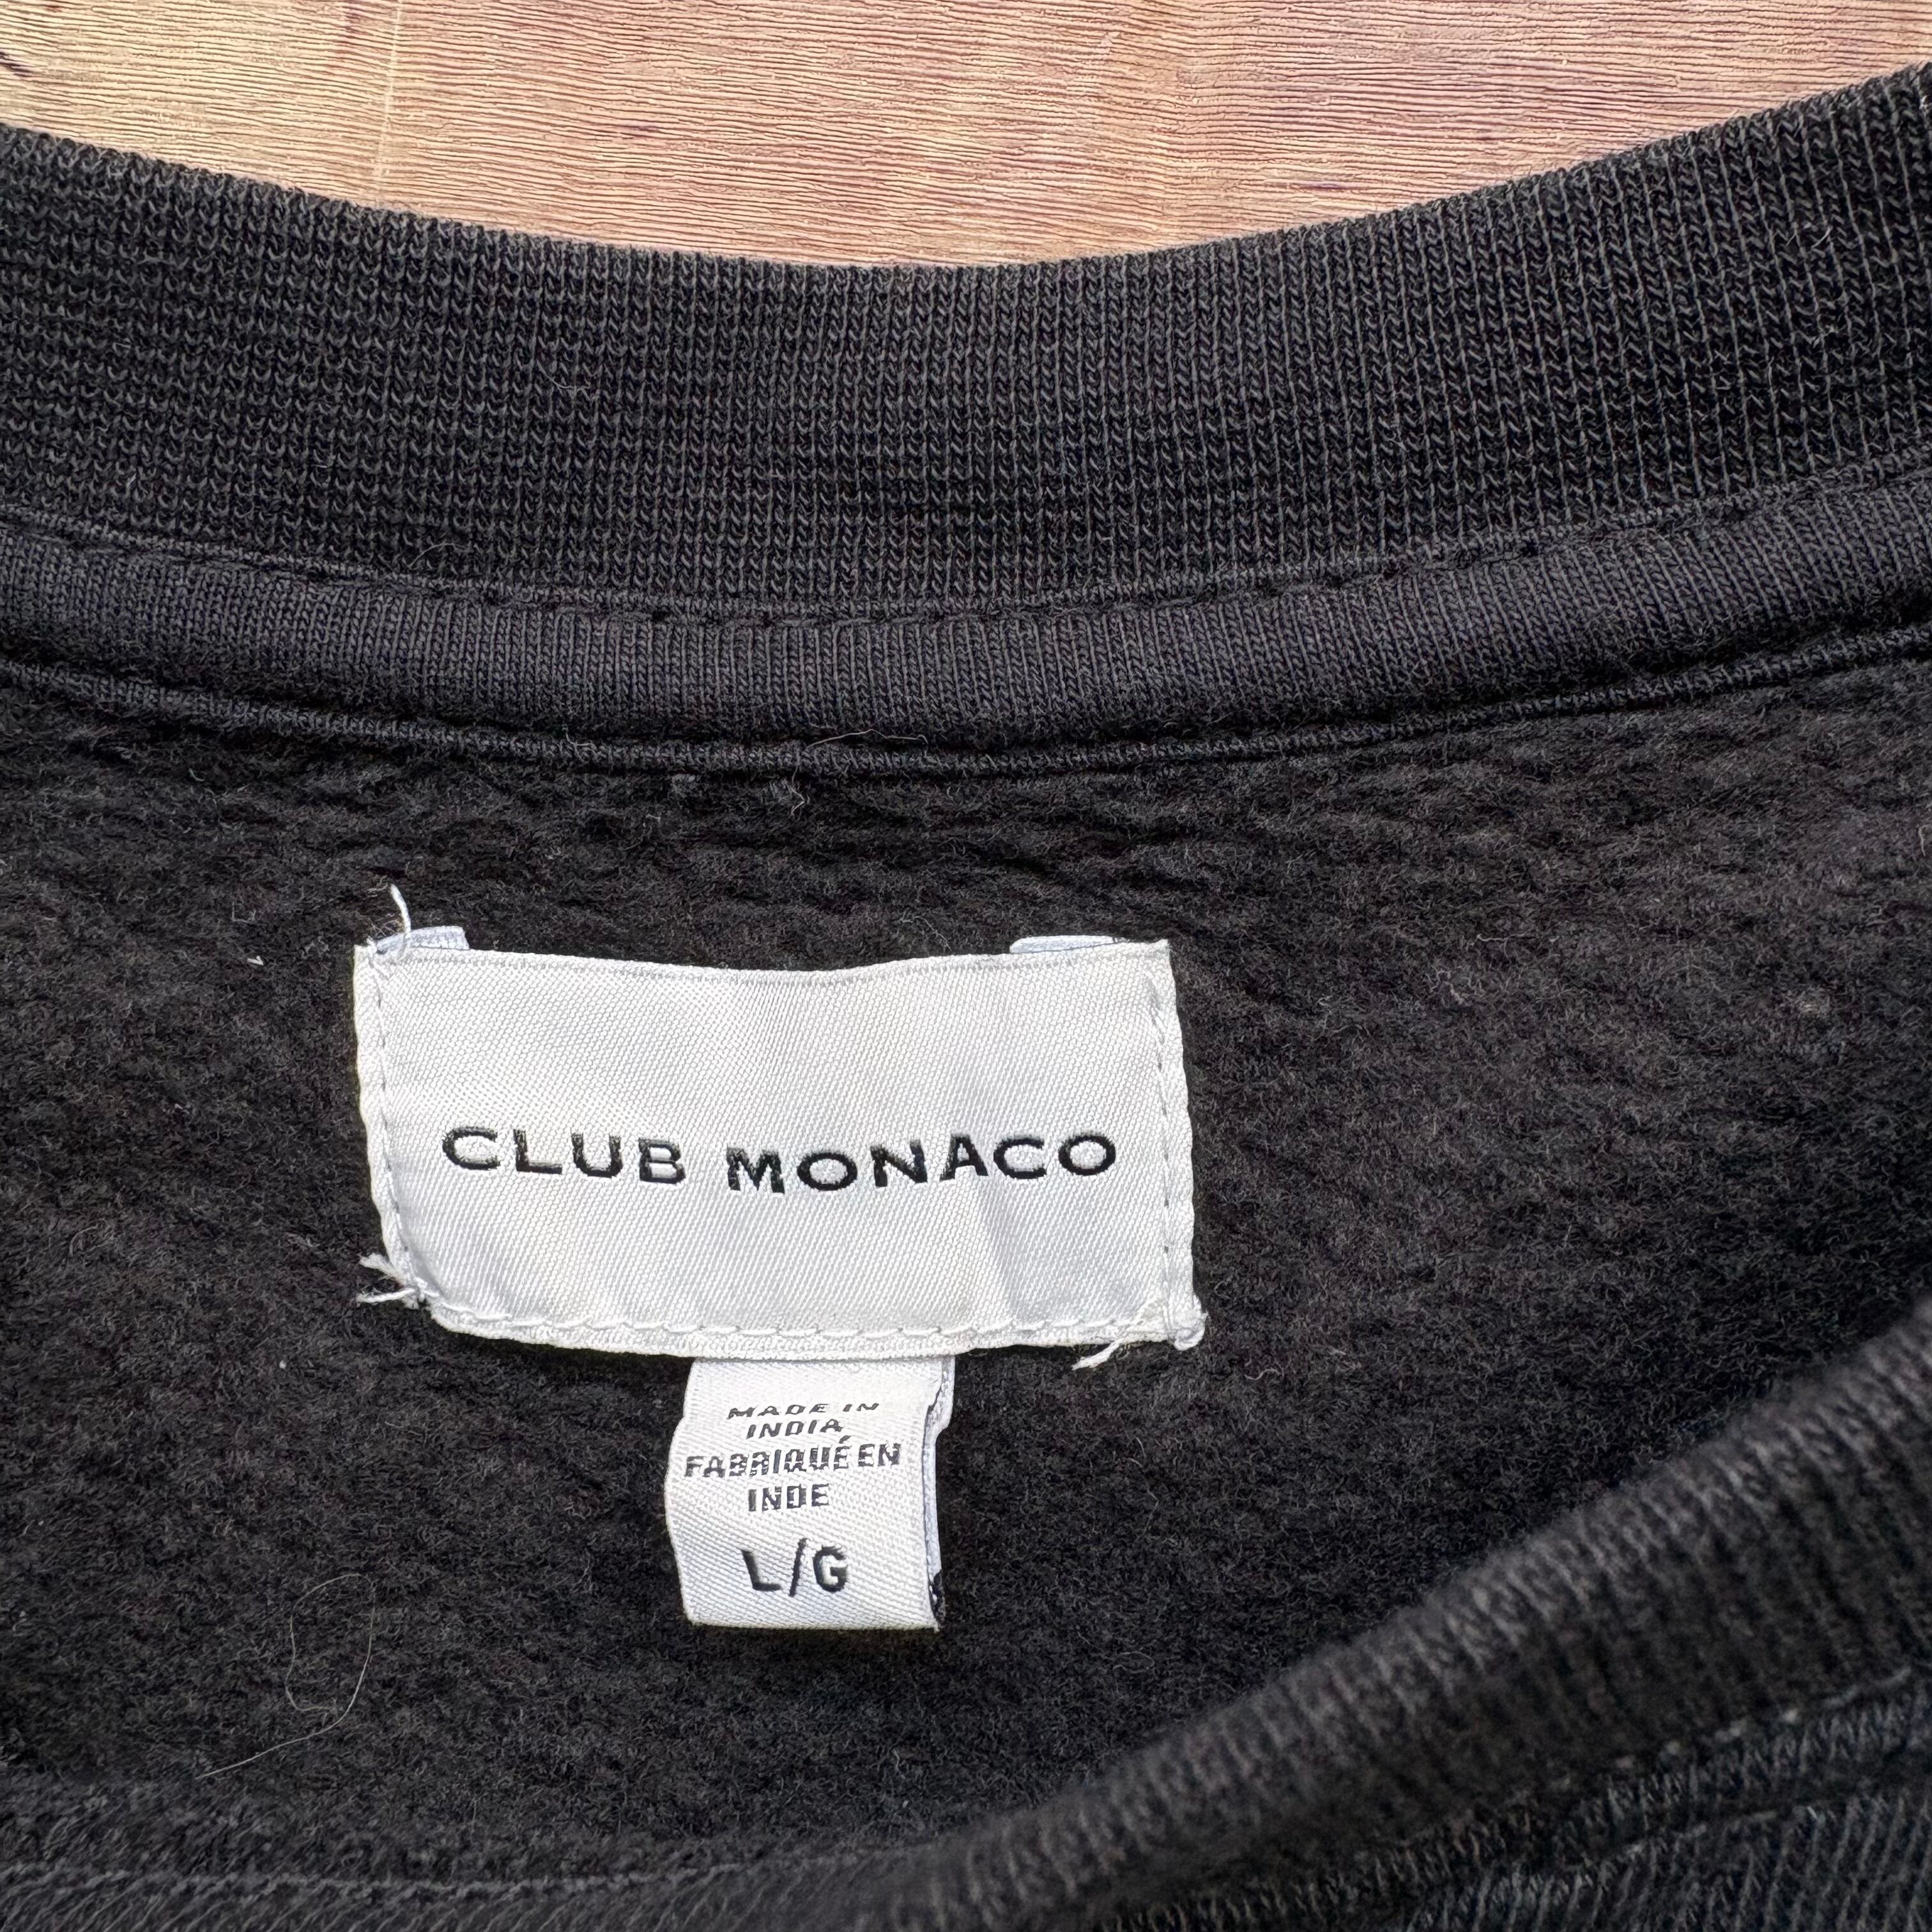 CLUB MONACO
MADE IN
INDIA
FABRIQUÉ EN
INDE
L/G